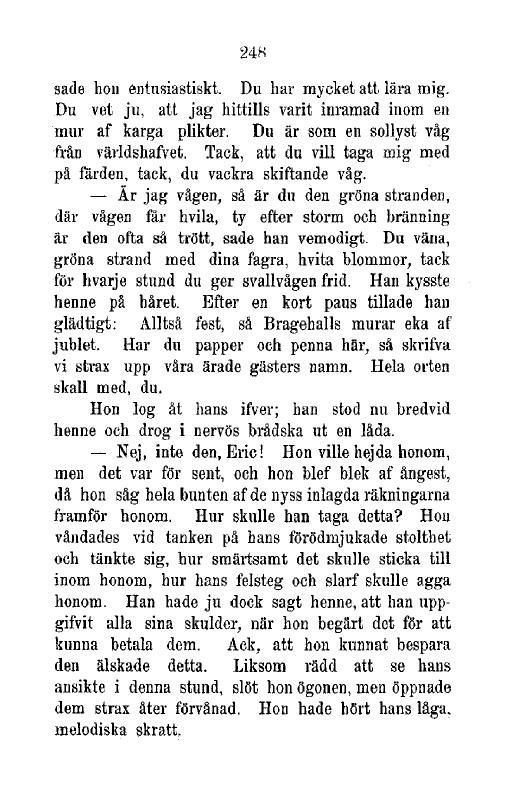 248
sade hon entusiastiskt. Du har mycket att lära mig.
Du vet ju, att jag hittills varit inramad inom en
mur af karga plikter. Du är som en sollyst våg
från världshafvet. Tack, att du vill taga mig med
på färden, tack, du vackra skiftande våg.
— Är jag vågen, så är du den gröna stranden,
där vågen får hvila, ty efter storm och bränning
är den ofta så trött, sade han vemodigt. Du väna,
gröna strand med dina fagra, hvita blommor, tack
för hvarje stund du ger svallvågen frid. Han kysste
henne på håret. Efter en kort paus tillade han
glädtigt: Alltså fest, så Bragehalls murar eka af
jublet. Har du papper och penna här, så skrifva
vi strax upp våra ärade gästers namn. Hela orten
skall med, du.
Hon log åt hans ifver; han stod nu bredvid
henne och drog i nervös brådska ut en låda.
— Nej, inte den, Eric! Hon ville hejda honom,
men det var för sent, och hon blef blek af ångest,
då hon såg hela bunten af de nyss inlagda räkningarna
framför honom. Hur skulle han taga detta? Hon
våndades vid tanken på hans förödmjukade stolthet
och tänkte sig, hur smärtsamt det skulle sticka till
inom honom, hur hans felsteg och slarf skulle agga
honom. Han hade ju dock sagt henne, att han upp-
gifvit alla sina skulder, när hon begärt det för att
kunna betala dem. Ack, att hon kunnat bespara
den älskade detta. Liksom rädd att se hans
ansikte i denna stund, slöt hon ögonen, men öppnade
dem strax åter förvånad. Hon hade hört hans låga,
melodiska skratt.